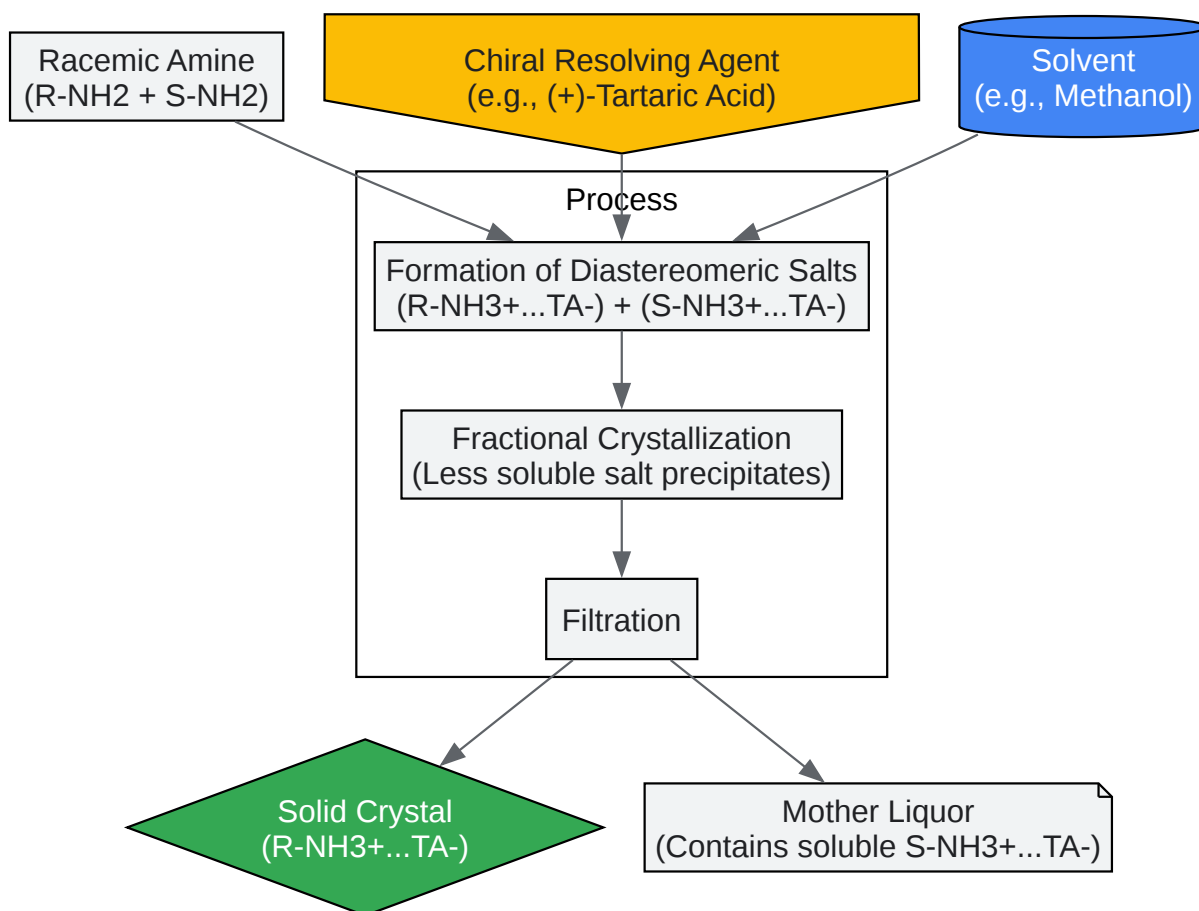 Racemic Amine
(R-NH2 + S-NH2)
Chiral Resolving Agent
(e.g., (+)-Tartaric Acid)
Solvent
(e.g., Methanol)
Process
Formation of Diastereomeric Salts
(R-NH3+...TA-) + (S-NH3+...TA-)
Fractional Crystallization
(Less soluble salt precipitates)
Filtration
Solid Crystal
(R-NH3+...TA-)
Mother Liquor
(Contains soluble S-NH3+...TA-)